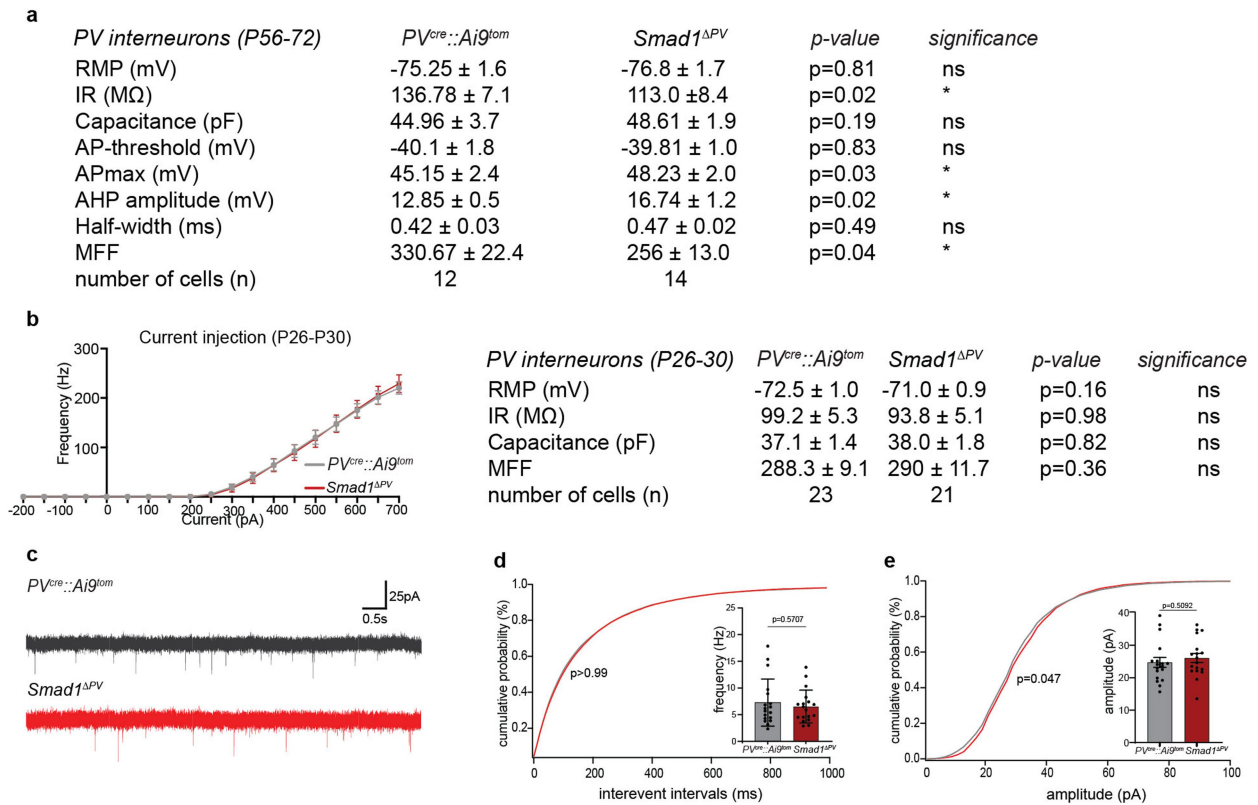 a
PV interneurons (P56-72) PVcre::Ai9tom Smad1ΔPV p-value significance
RMP (mV) -75.25 ± 1.6 -76.8 ± 1.7 p=0.81 ns
IR (MΩ) 136.78 ± 7.1 113.0 ±8.4 p=0.02 *
Capacitance (pF) 44.96 ± 3.7 48.61 ± 1.9 p=0.19 ns
AP-threshold (mV) -40.1 ± 1.8 -39.81 ± 1.0 p=0.83 ns
APmax (mV) 45.15 ± 2.4 48.23 ± 2.0 p=0.03 *
AHP amplitude (mV) 12.85 ± 0.5 16.74 ± 1.2 p=0.02 *
Half-width (ms) 0.42 ± 0.03 0.47 ± 0.02 p=0.49 ns
MFF 330.67 ± 22.4 256 ± 13.0 p=0.04 *
number of cells (n) 12 14
b
Current injection (P26-P30)
Frequency (Hz)
300
200
100
PVcre::Ai9tom
Smad1ΔPV
-200 -100 0 100 200 300 400 500 600 700
Current (pA)
PV interneurons (P26-30) PVcre::Ai9tom Smad1ΔPV p-value significance
RMP (mV) -72.5 ± 1.0 -71.0 ± 0.9 p=0.16 ns
IR (MΩ) 99.2 ± 5.3 93.8 ± 5.1 p=0.98 ns
Capacitance (pF) 37.1 ± 1.4 38.0 ± 1.8 p=0.82 ns
MFF 288.3 ± 9.1 290 ± 11.7 p=0.36 ns
number of cells (n) 23 21
c
PVcre::Ai9tom
25pA
0.5s
Smad1ΔPV
d
cumulative probability (%)
1.0
0.8
0.6
0.4
0.2
p>0.99
0 200 400 600 800 1000
interevent intervals (ms)
frequency (Hz)
25
20
15
10
5
0
p=0.5707
PVcre::Ai9tom Smad1ΔPV
e
cumulative probability (%)
1.0
0.8
0.6
0.4
0.2
0.0
p=0.047
0 20 40 60 80 100
amplitude (pA)
amplitude (pA)
40
30
20
10
0
p=0.5092
PVcre::Ai9tom Smad1ΔPV